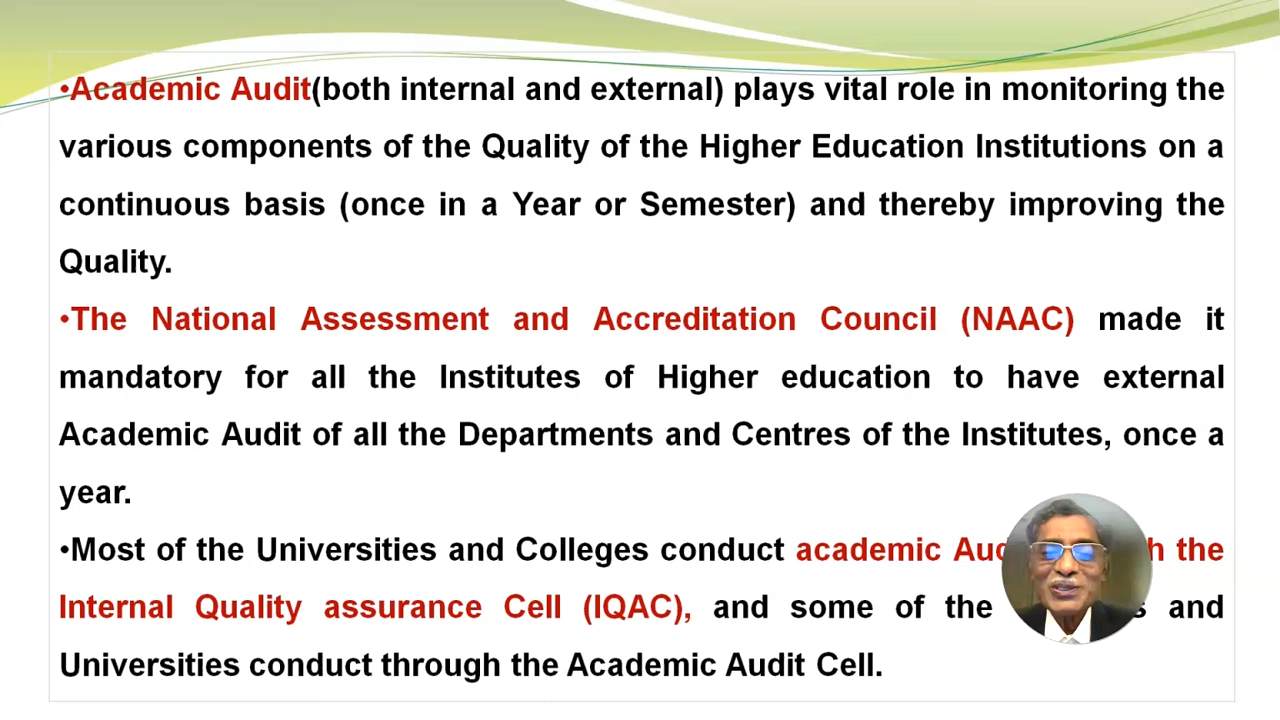 •Academic Audit(both internal and external) plays vital role in monitoring the
various components of the Quality of the Higher Education Institutions on a
continuous basis (once in a Year or Semester) and thereby improving the
Quality.
•The National Assessment and Accreditation Council (NAAC) made it
mandatory for all the Institutes of Higher education to have external
Academic Audit of all the Departments and Centres of the Institutes, once a
year.
•Most of the Universities and Colleges conduct academic the
Internal Quality assurance Cell (IQAC), and some of the and
Universities conduct through the Academic Audit Cell.